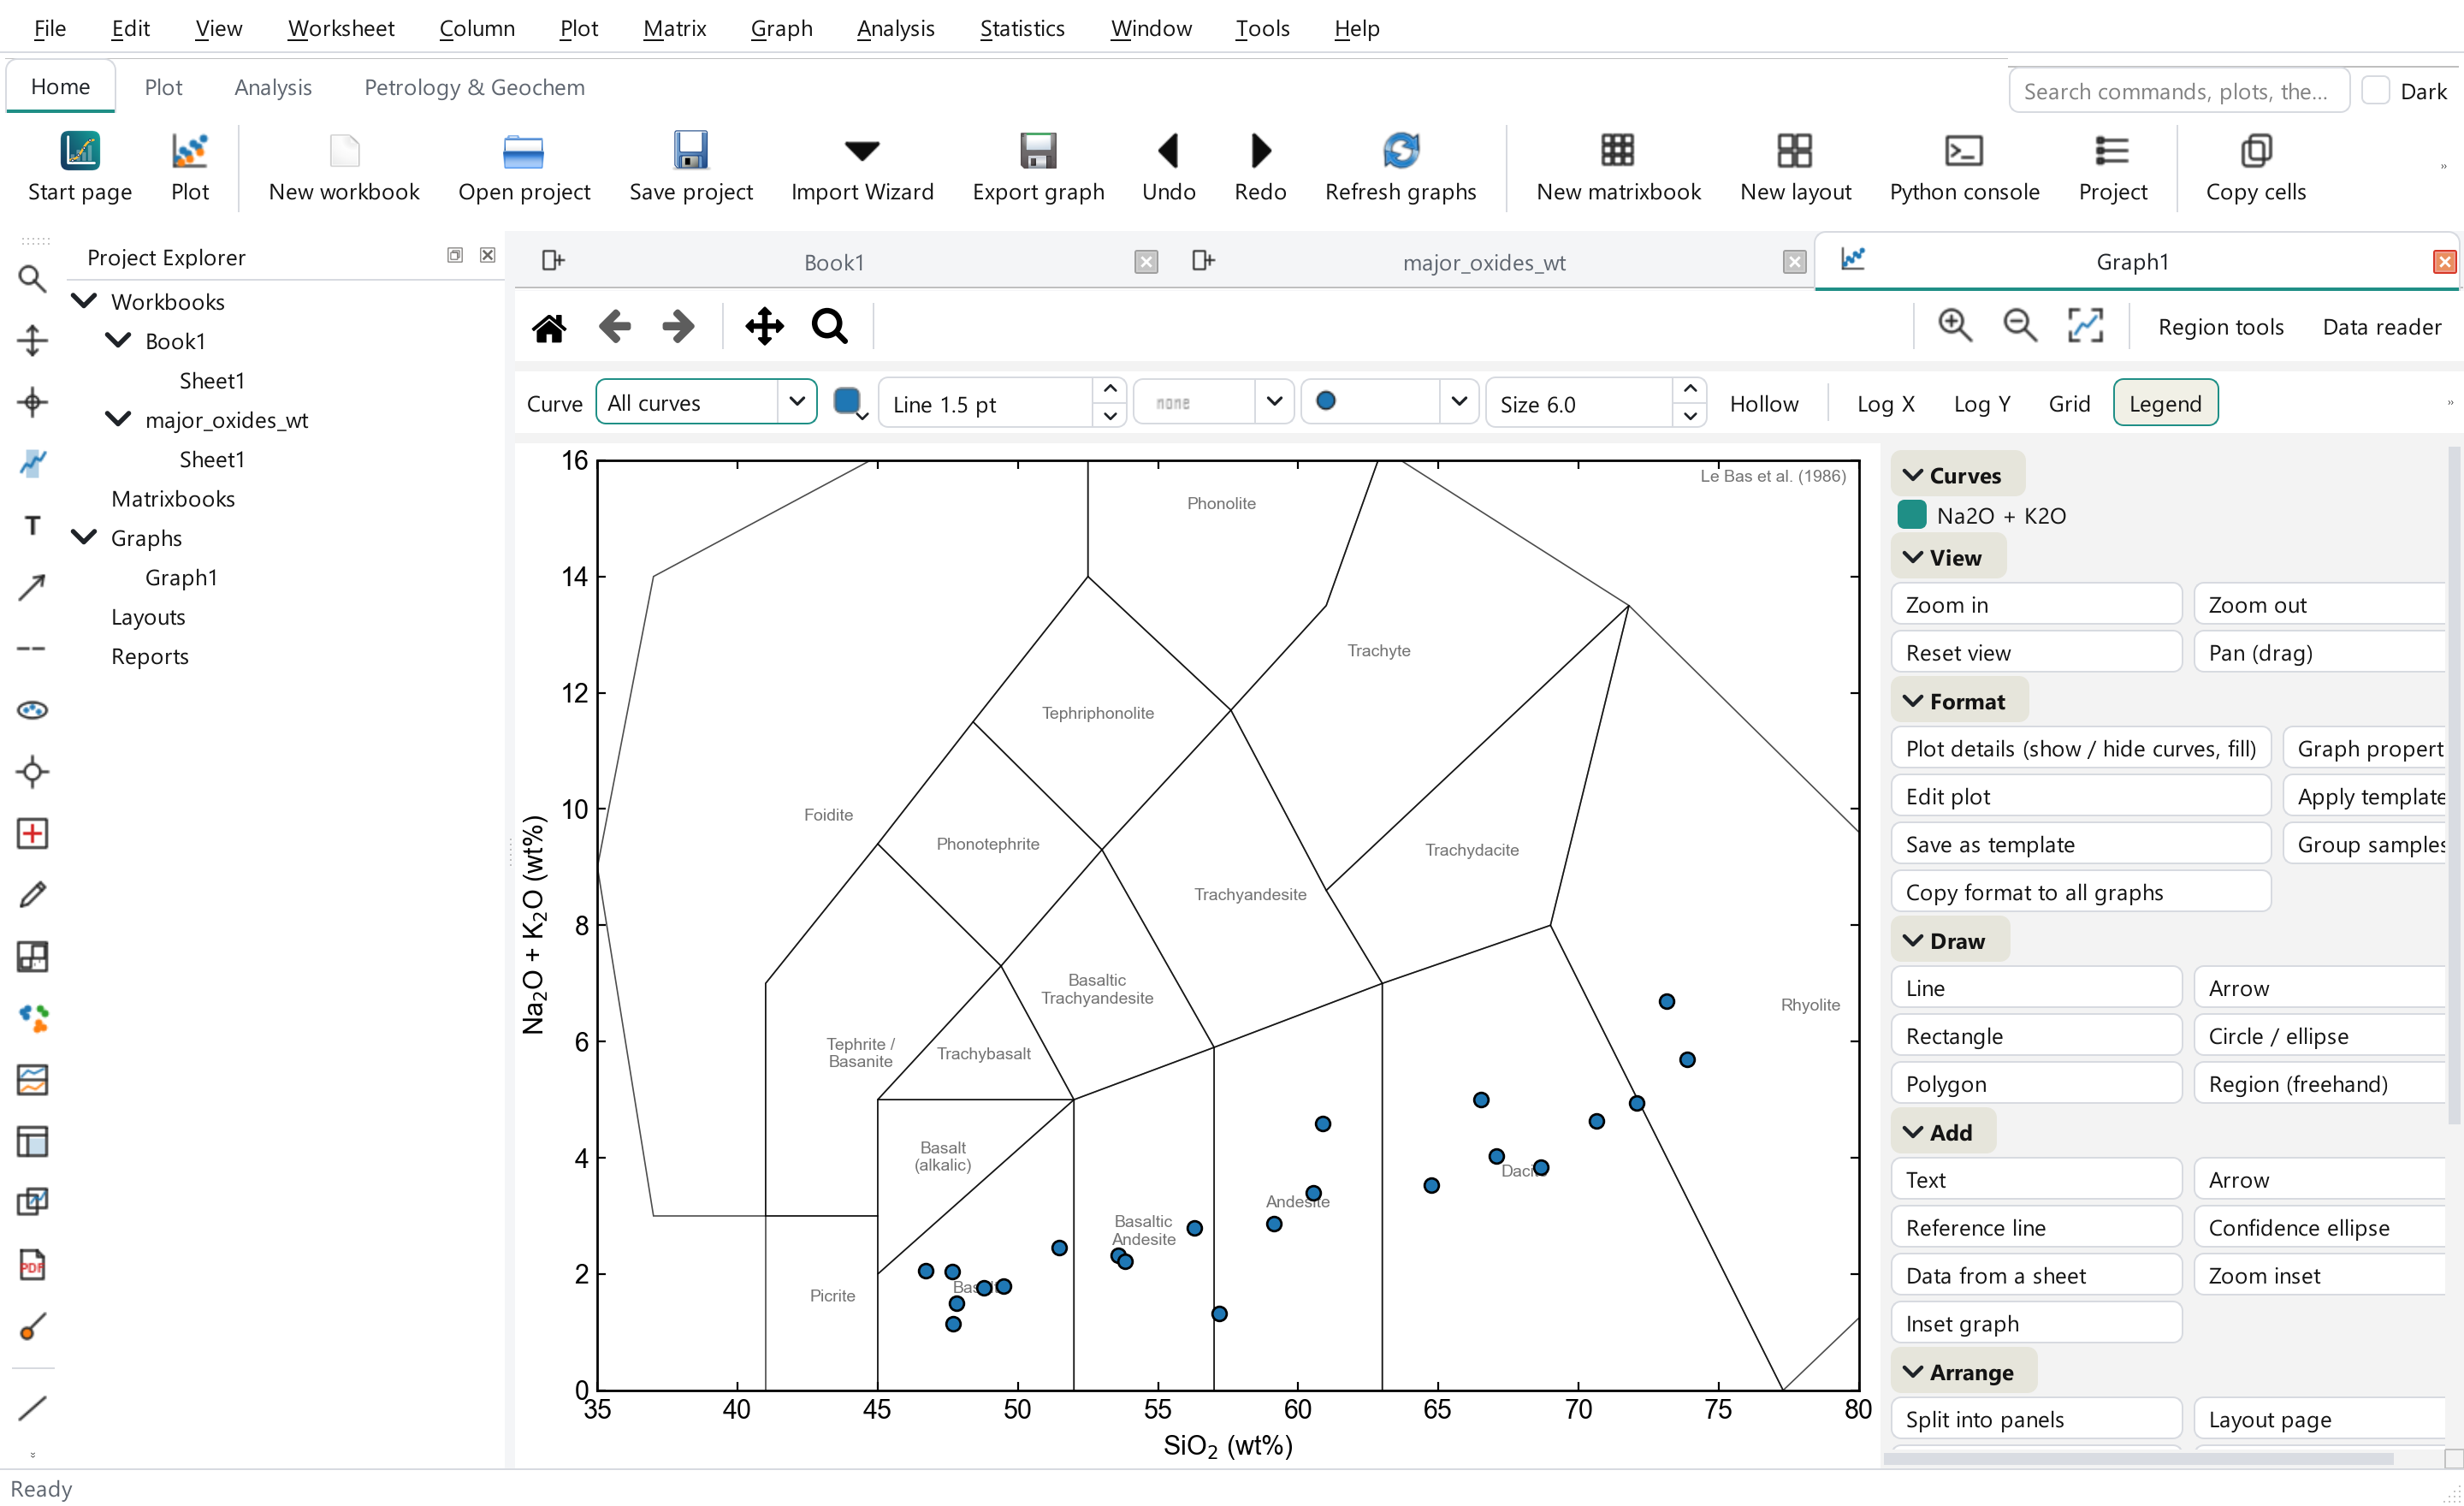 File Edit View Worksheet Column Plot Matrix Graph Analysis Statistics Window Tools Help
Home Plot Analysis Petrology & Geochem Search commands, plots, the... Dark
Start page Plot New workbook Open project Save project Import Wizard Export graph Undo Redo Refresh graphs New matrixbook New layout Python console Project Copy cells »
Project Explorer
Workbooks
Book1
Sheet1
major_oxides_wt
Sheet1
Matrixbooks
Graphs
Graph1
Layouts
Reports
T
PDF
Book1 major_oxides_wt Graph1
Region tools Data reader
Curve All curves Line 1.5 pt none Size 6.0 Hollow Log X Log Y Grid Legend »
Le Bas et al. (1986)
Phonolite
Trachyte
Tephriphonolite
Foidite
Phonotephrite
Trachydacite
Trachyandesite
Basaltic
Trachyandesite
Rhyolite
Tephrite /
Basanite
Trachybasalt
Basalt
(alkalic)
Andesite
Basaltic
Andesite
Picrite
16
14
12
10
8
6
4
2
0
Na₂O + K₂O (wt%)
35 40 45 50 55 60 65 70 75 80
SiO₂ (wt%)
Curves
Na2O + K2O
View
Zoom in Zoom out
Reset view Pan (drag)
Format
Plot details (show / hide curves, fill) Graph propert
Edit plot Apply template
Save as template Group samples
Copy format to all graphs
Draw
Line Arrow
Rectangle Circle / ellipse
Polygon Region (freehand)
Add
Text Arrow
Reference line Confidence ellipse
Data from a sheet Zoom inset
Inset graph
Arrange
Split into panels Layout page
Ready